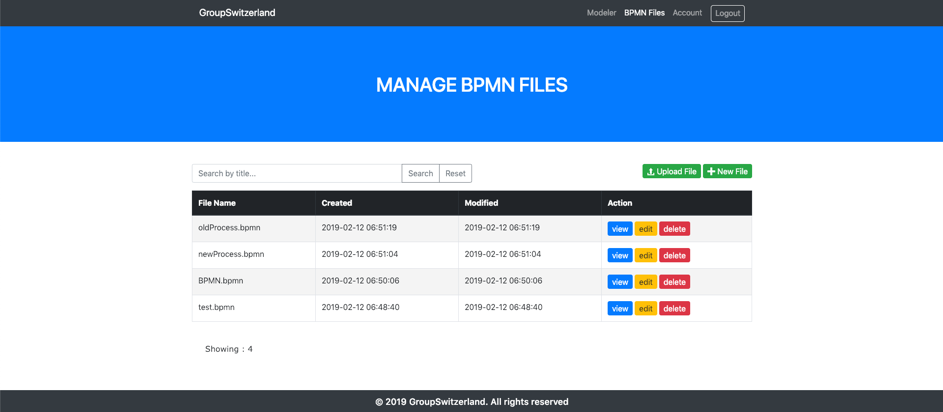 GroupSwitzerland Modeler BPMN Files Account Logout
MANAGE BPMN FILES
Search by title... Search Reset Upload File New File
File Name Created Modified Action
oldProcess.bpmn 2019-02-12 06:51:19 2019-02-12 06:51:19 view edit delete
newProcess.bpmn 2019-02-12 06:51:04 2019-02-12 06:51:04 view edit delete
BPMN.bpmn 2019-02-12 06:50:06 2019-02-12 06:50:06 view edit delete
test.bpmn 2019-02-12 06:48:40 2019-02-12 06:48:40 view edit delete
Showing : 4
© 2019 GroupSwitzerland. All rights reserved